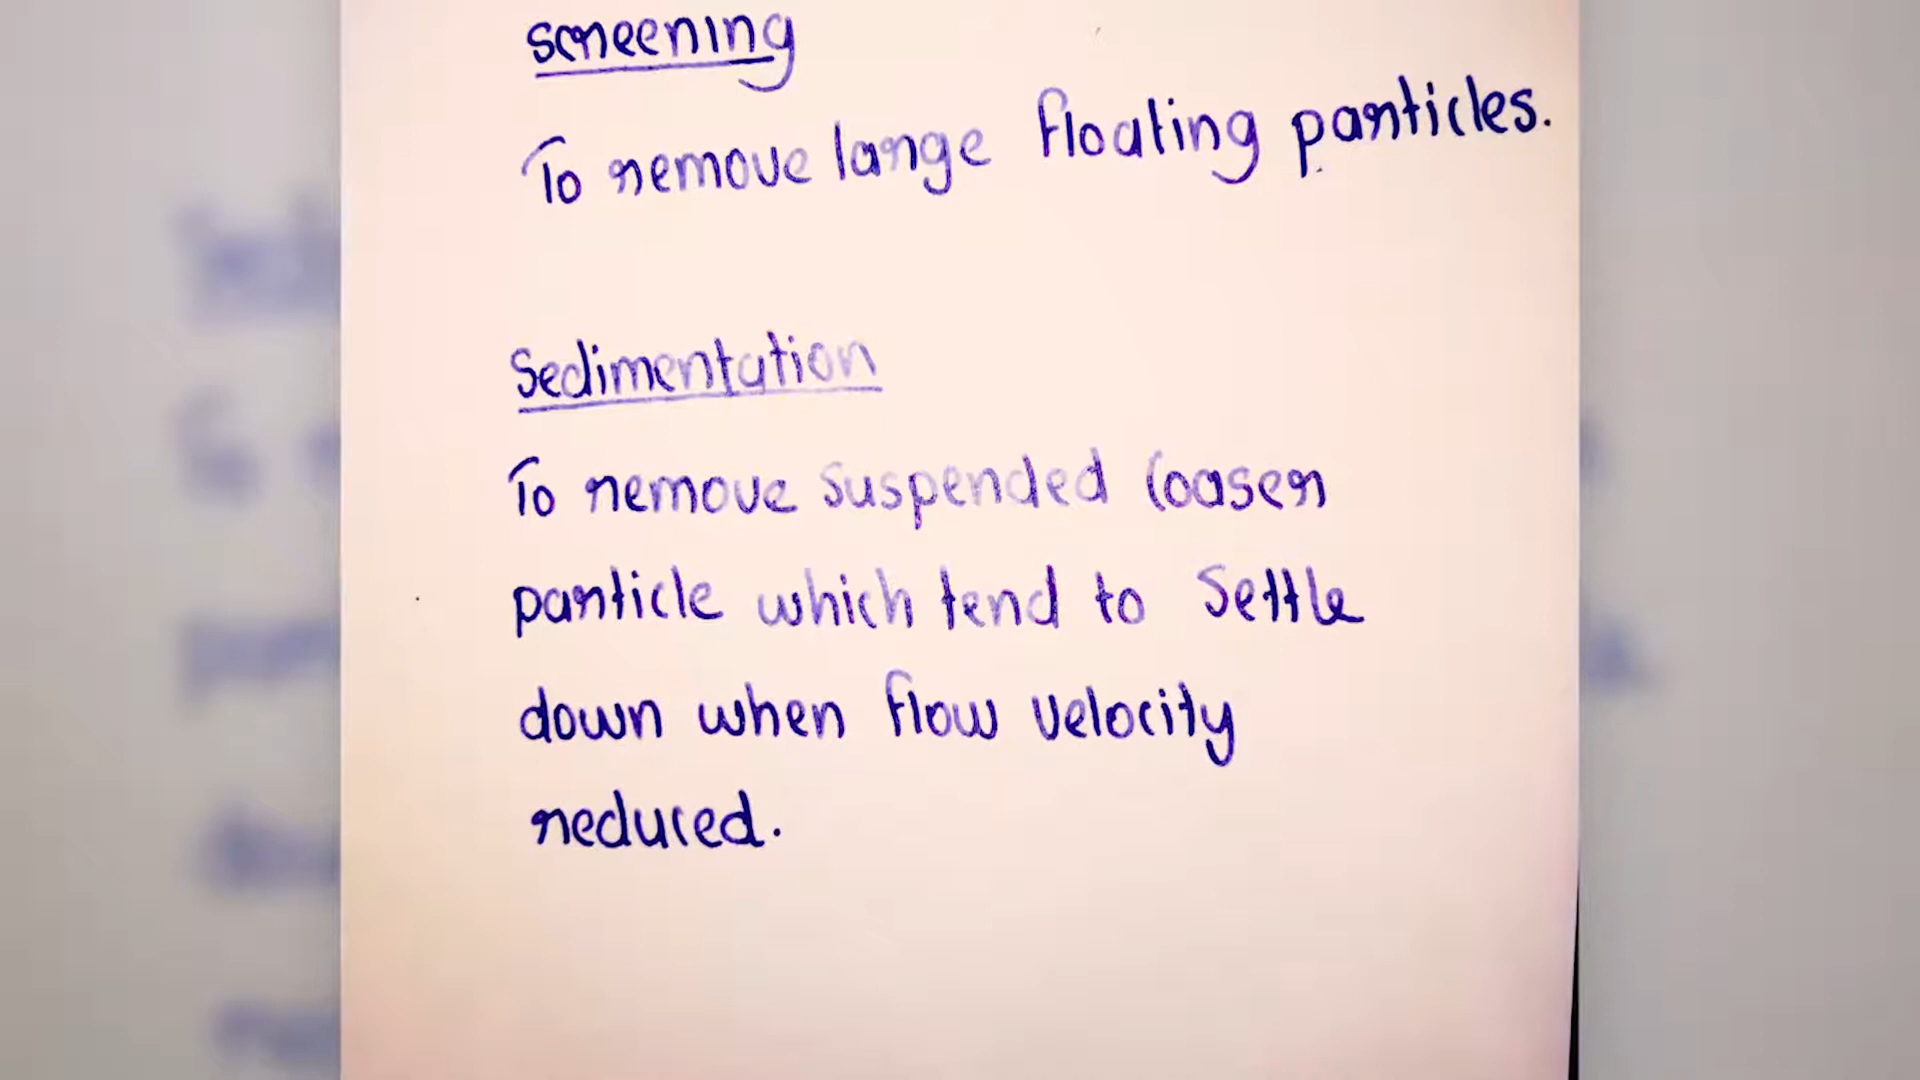 screening
To remove large floating particles.
Sedimentation
To remove suspended coaser
particle which tend to Settle
down when flow velocity
reduced.